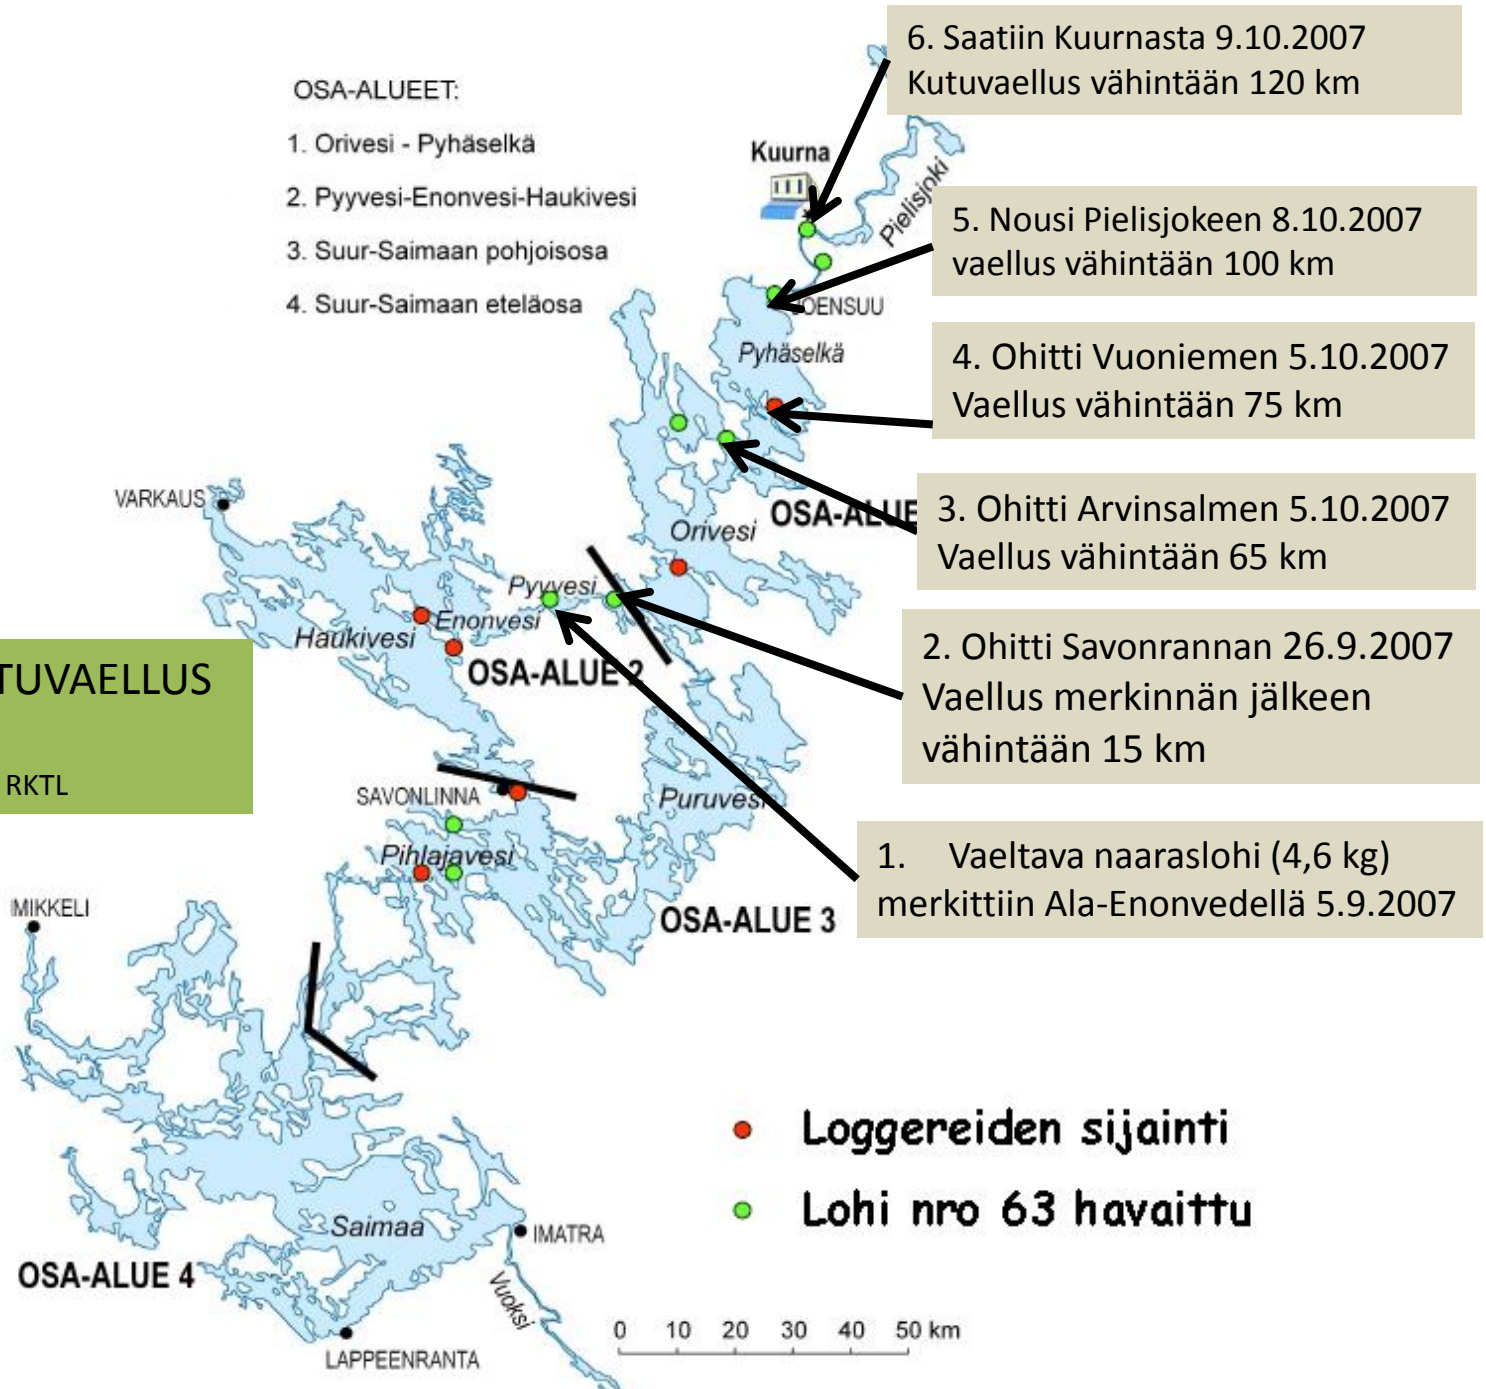 OSA-ALUEET:
1. Orivesi - Pyhäselkä
2. Pyyvesi-Enonvesi-Haukivesi
3. Suur-Saimaan pohjoisosa
4. Suur-Saimaan eteläosa
6. Saatiin Kuurnasta 9.10.2007
Kutuvaellus vähintään 120 km
Kuurna
Pielisjoki
5. Nousi Pielisjokeen 8.10.2007
vaellus vähintään 100 km
JOENSUU
Pyhäselkä
4. Ohitti Vuoniemen 5.10.2007
Vaellus vähintään 75 km
VARKAUS
Orivesi
OSA-ALUE
3. Ohitti Arvinsalmen 5.10.2007
Vaellus vähintään 65 km
Pyyvesi
Enonvesi
Haukivesi
OSA-ALUE 2
2. Ohitti Savonrannan 26.9.2007
Vaellus merkinnän jälkeen
vähintään 15 km
TUVAELLUS
RKTL
SAVONLINNA
Puruvesi
Pihlajavesi
1. Vaeltava naaraslohi (4,6 kg)
merkittiin Ala-Enonvedellä 5.9.2007
MIKKELI
OSA-ALUE 3
Loggereiden sijainti
Lohi nro 63 havaittu
Saimaa
IMATRA
OSA-ALUE 4
Vuoksi
LAPPEENRANTA
0 10 20 30 40 50 km